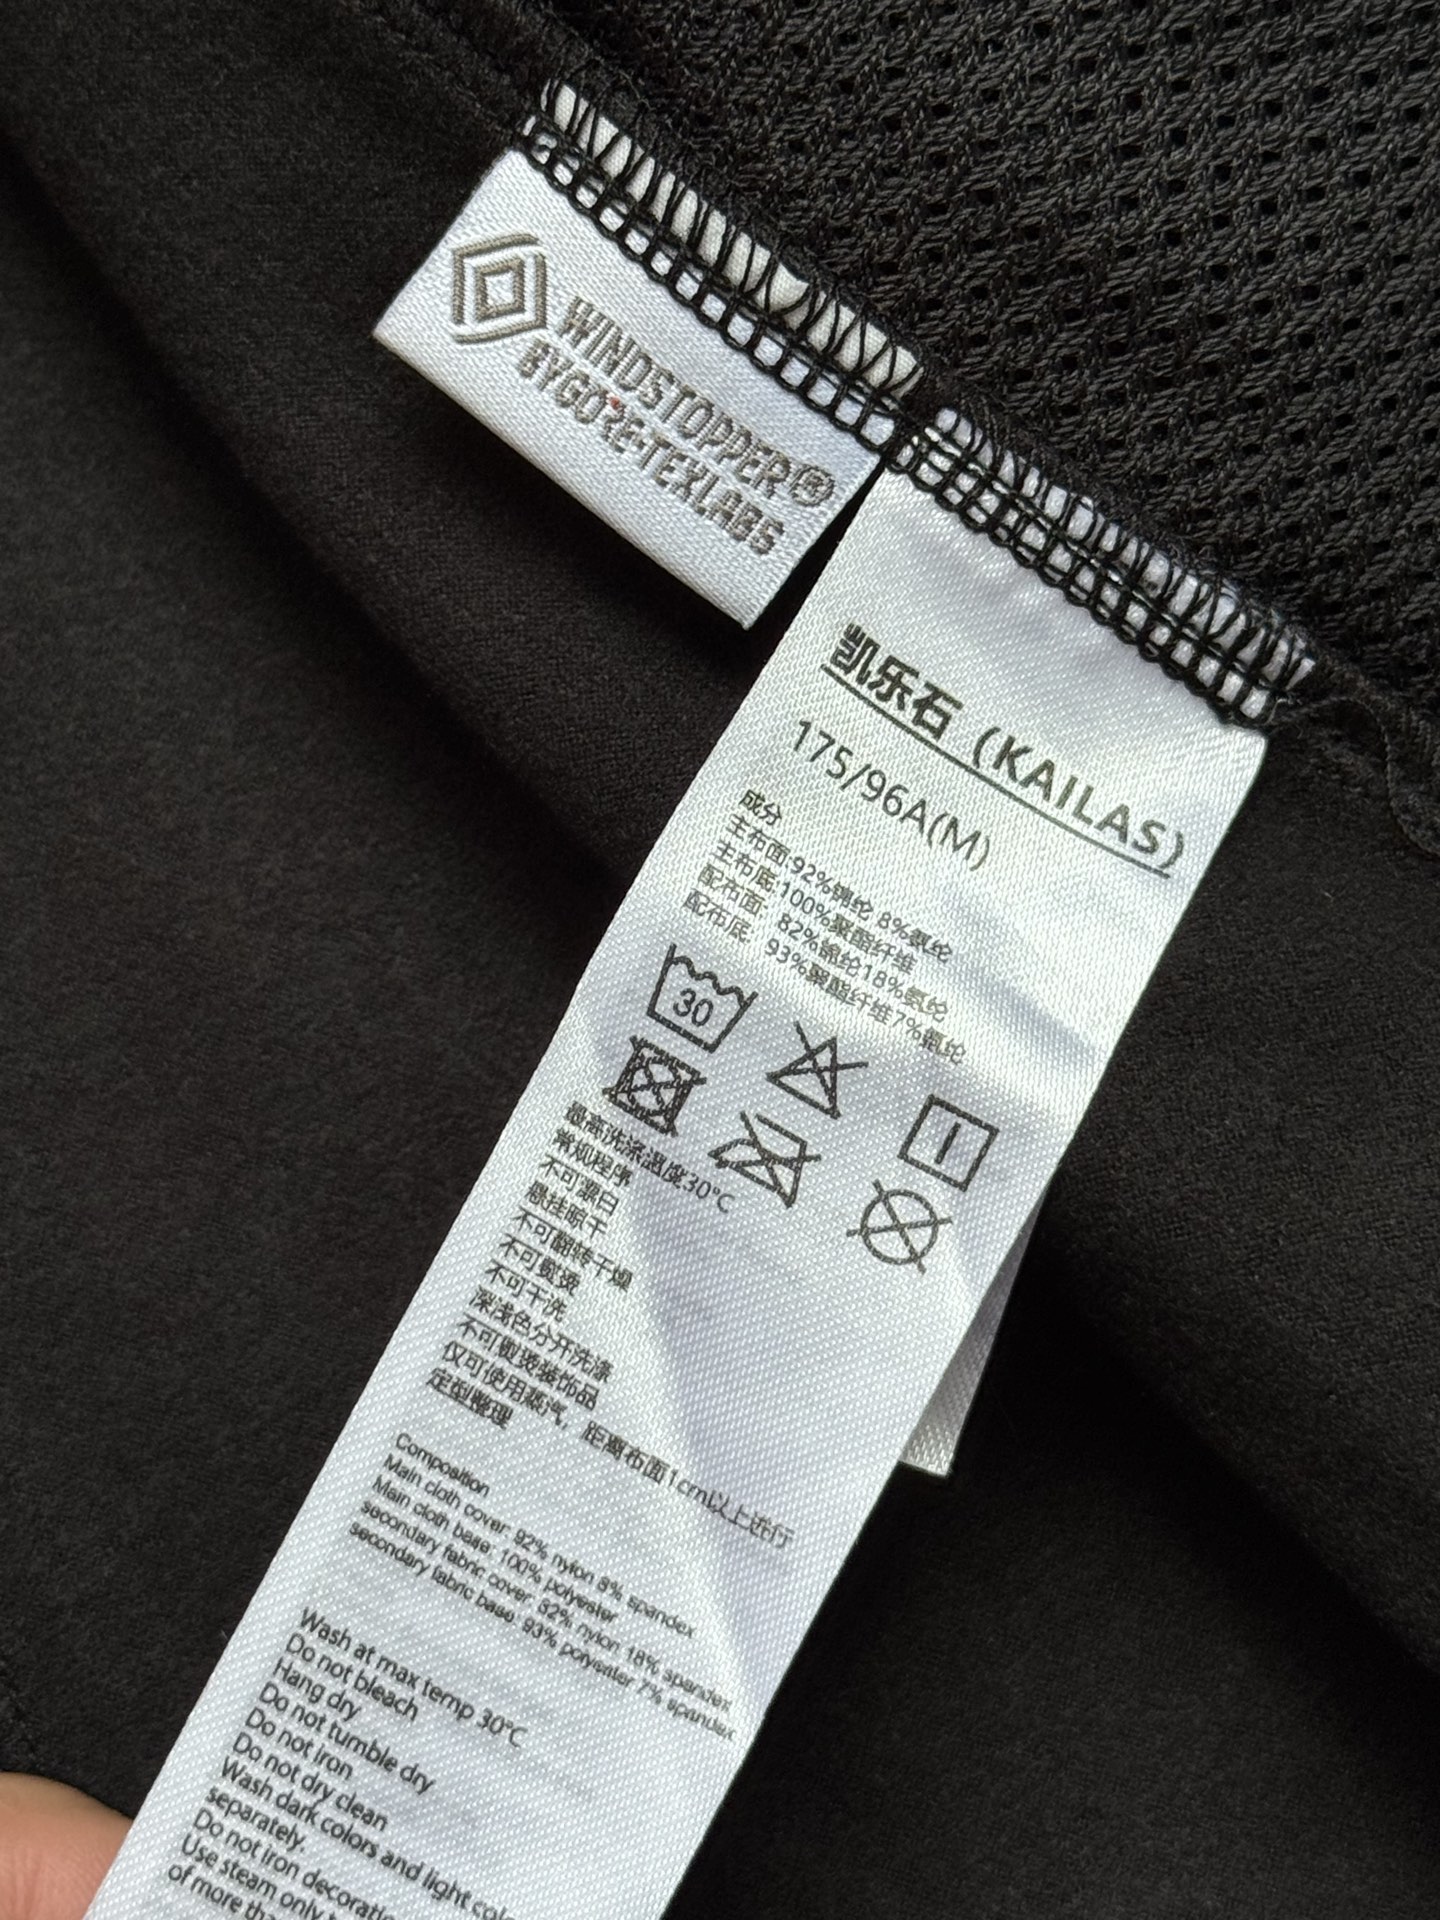 WINDSTOPPER®
BY GORE-TEX LABS
凯乐石（KAILAS）
175/96A(M)
成分
主布面:92%锦纶 8%氨纶
主布底:100%聚酯纤维
配布面: 82%锦纶18%氨纶
配布底: 93%聚酯纤维7%氨纶
30
最高洗涤温度30℃
常规程序
不可漂白
悬挂晾干
不可翻转干燥
不可熨烫
不可干洗
深浅色分开洗涤
不可熨烫装饰品
仅可使用蒸汽，距离布面1cm以上进行
定型整理
Composition
Main cloth cover: 92% nylon 8% spandex
Main cloth base: 100% polyester
secondary fabric cover: 82% nylon 18% spandex
secondary fabric base: 93% polyester 7% spandex
Wash at max temp 30℃
Do not bleach
Hang dry
Do not tumble dry
Do not iron
Do not dry clean
Wash dark colors and light
separately.
Do not iron
Use steam only
of more